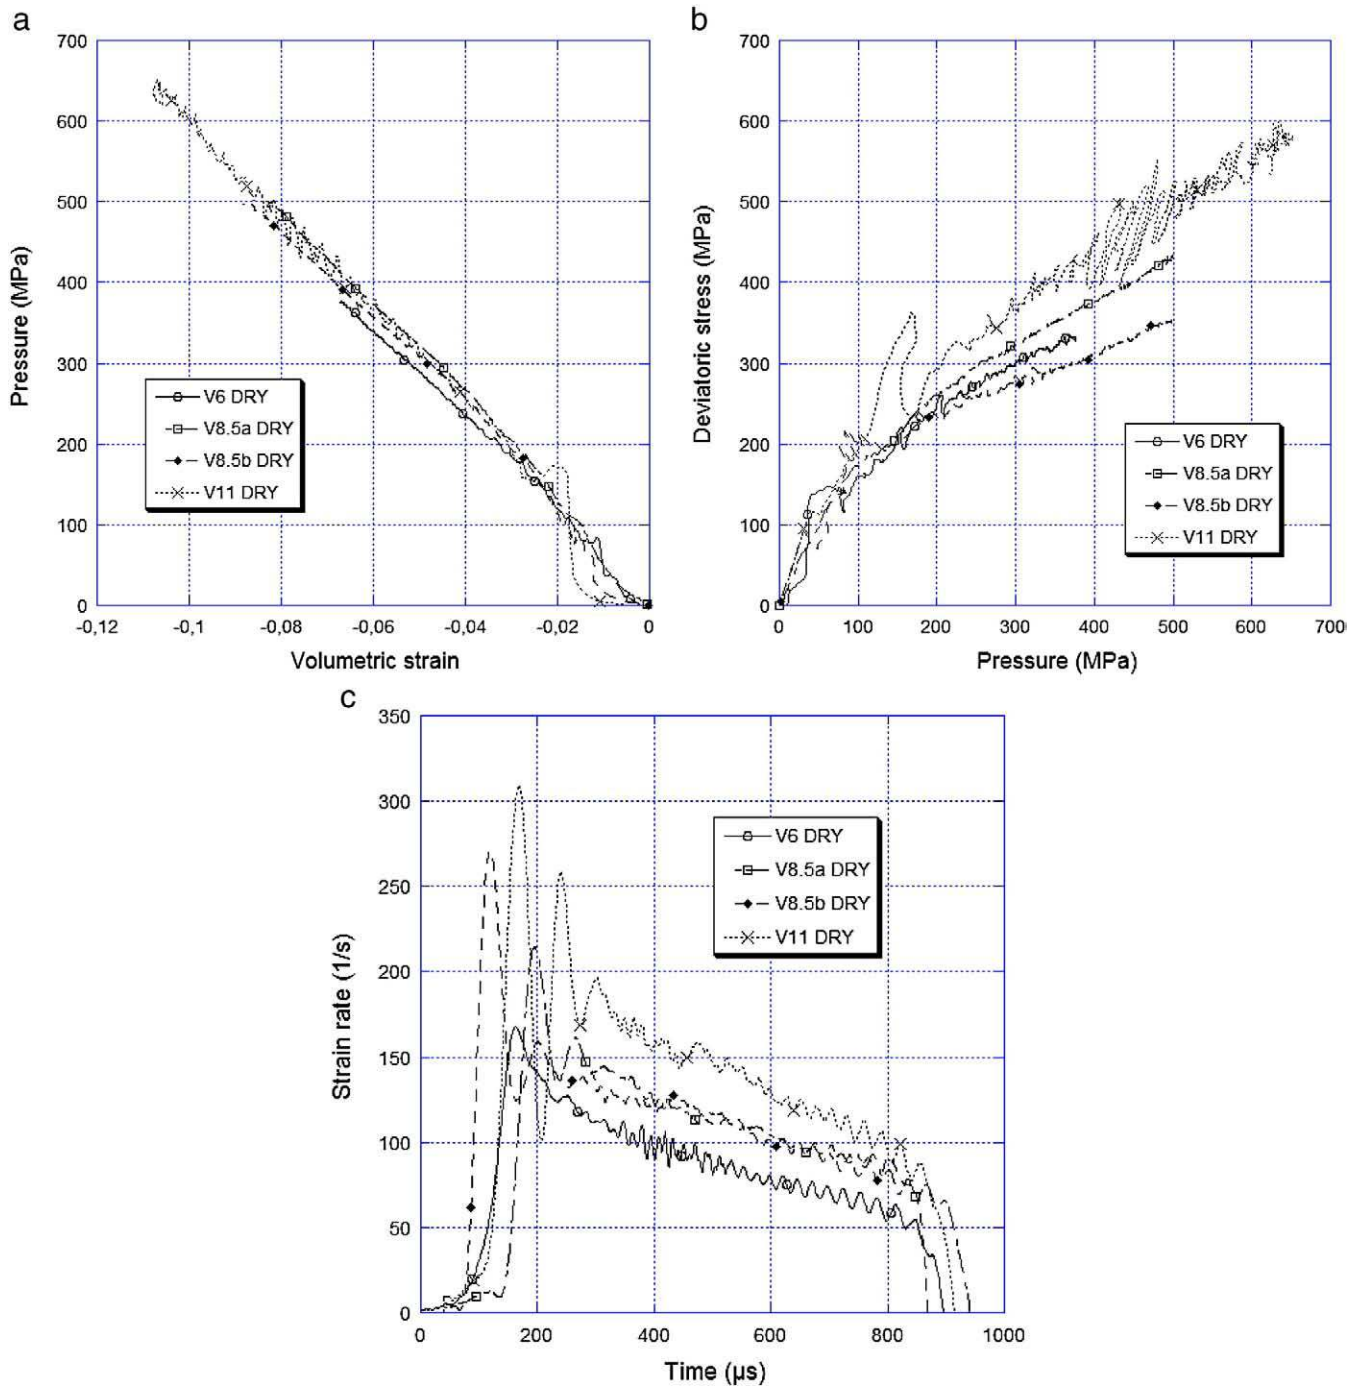 a
700
600
500
400
300
200
100
0
Pressure (MPa)
-0,12
-0,1
-0,08
-0,06
-0,04
-0,02
0
Volumetric strain
V6 DRY
V8.5a DRY
V8.5b DRY
V11 DRY
b
700
600
500
400
300
200
100
0
Deviatoric stress (MPa)
0
100
200
300
400
500
600
700
Pressure (MPa)
V6 DRY
V8.5a DRY
V8.5b DRY
V11 DRY
c
350
300
250
200
150
100
50
0
Strain rate (1/s)
0
200
400
600
800
1000
Time (µs)
V6 DRY
V8.5a DRY
V8.5b DRY
V11 DRY